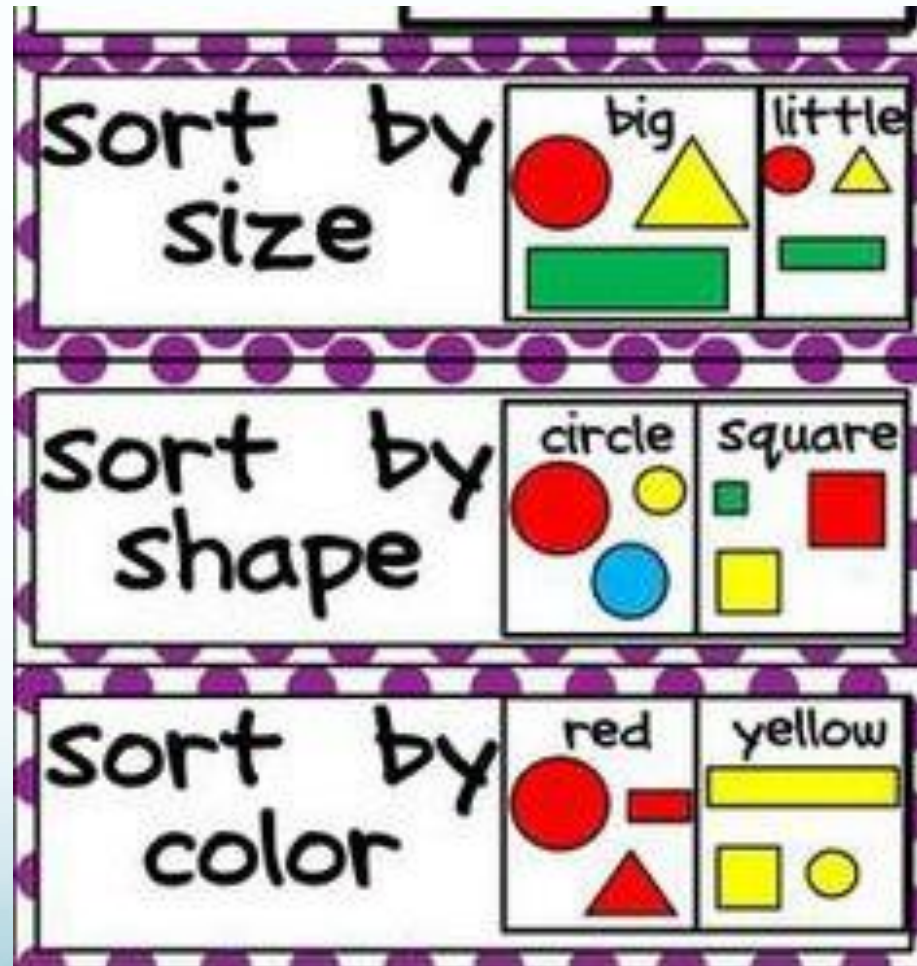 sort by
size
big
little
sort by
shape
circle
square
sort by
color
red
yellow